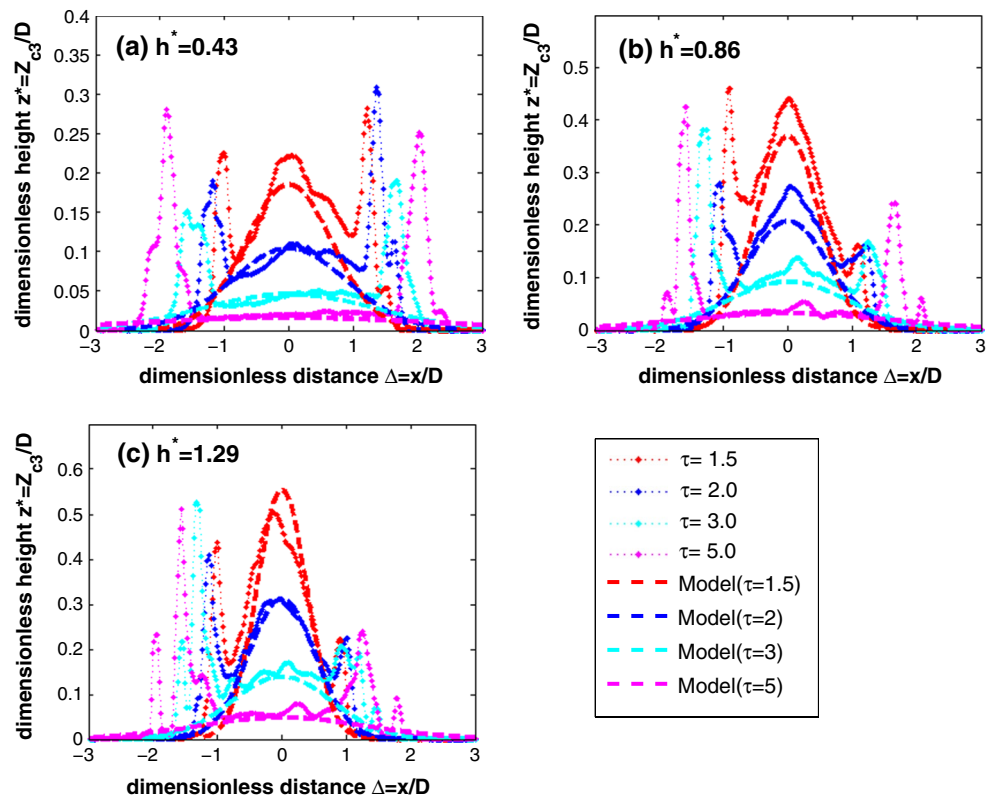 (a) h*=0.43
dimensionless height z*=Z_c3/D
0.4
0.35
0.3
0.25
0.2
0.15
0.1
0.05
0
−3 −2 −1 0 1 2 3
dimensionless distance Δ=x/D
(b) h*=0.86
dimensionless height z*=Z_c3/D
0.5
0.4
0.3
0.2
0.1
0
−3 −2 −1 0 1 2 3
dimensionless distance Δ=x/D
(c) h*=1.29
dimensionless height z*=Z_c3/D
0.6
0.5
0.4
0.3
0.2
0.1
0
−3 −2 −1 0 1 2 3
dimensionless distance Δ=x/D
τ= 1.5
τ= 2.0
τ= 3.0
τ= 5.0
Model(τ=1.5)
Model(τ=2)
Model(τ=3)
Model(τ=5)